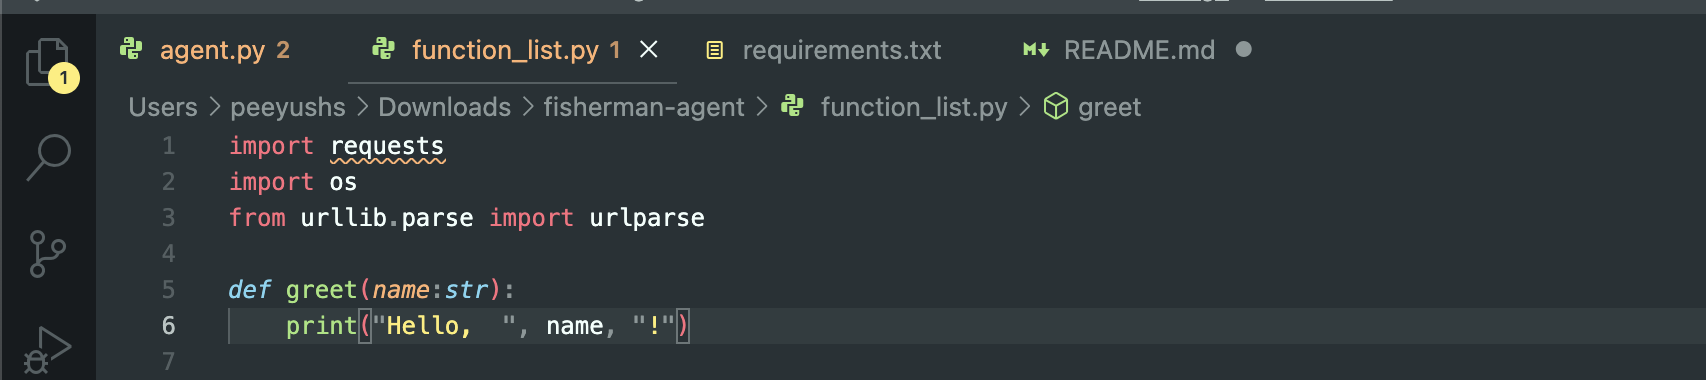 1
agent.py 2
function_list.py 1
requirements.txt
README.md
Users > peeyushs > Downloads > fisherman-agent > function_list.py > greet
1 import requests
2 import os
3 from urllib.parse import urlparse
4
5 def greet(name:str):
6     print("Hello,  ", name, "!")
7